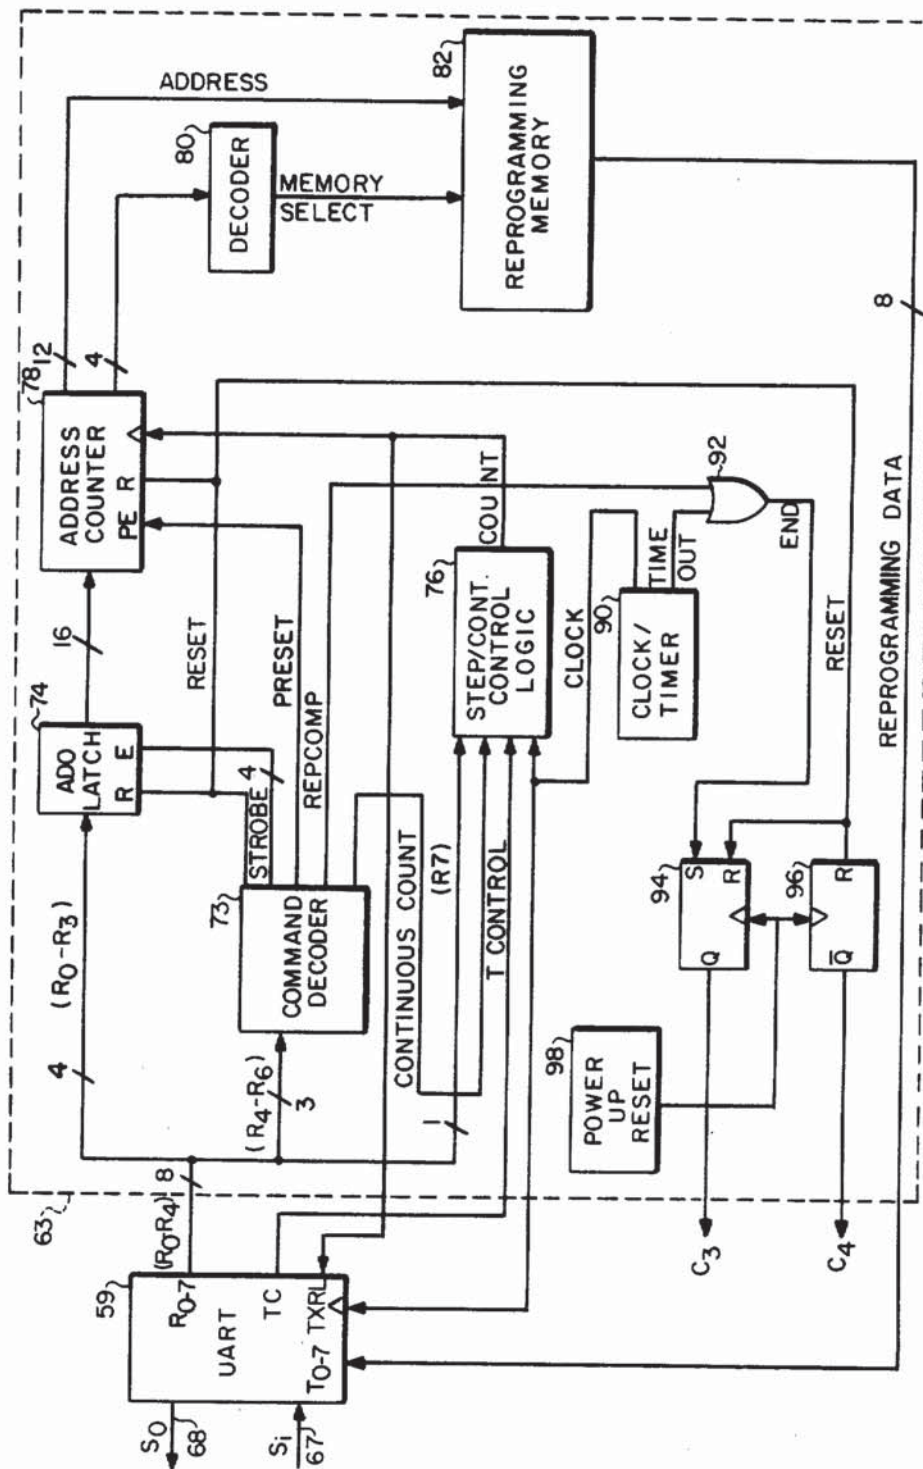 S0
68
Si
67
59
UART
R0-7
TC
TXRL
T0-7
63
(R0-R4)
8
4
(R0-R3)
(R4-R6)
3
1
(R7)
73
COMMAND
DECODER
CONTINUOUS COUNT
T CONTROL
STROBE
4
RESET
PRESET
REPCOMP
74
ADO
LATCH
R E
16
78
ADDRESS
COUNTER
PE R
12
4
ADDRESS
80
DECODER
MEMORY
SELECT
82
REPROGRAMMING
MEMORY
76
STEP/CONT.
CONTROL
LOGIC
COUNT
CLOCK
90
CLOCK/
TIMER
TIME
OUT
92
END
RESET
REPROGRAMMING DATA
8
94
S
R
Q
96
R
Q̅
98
POWER
UP
RESET
C3
C4